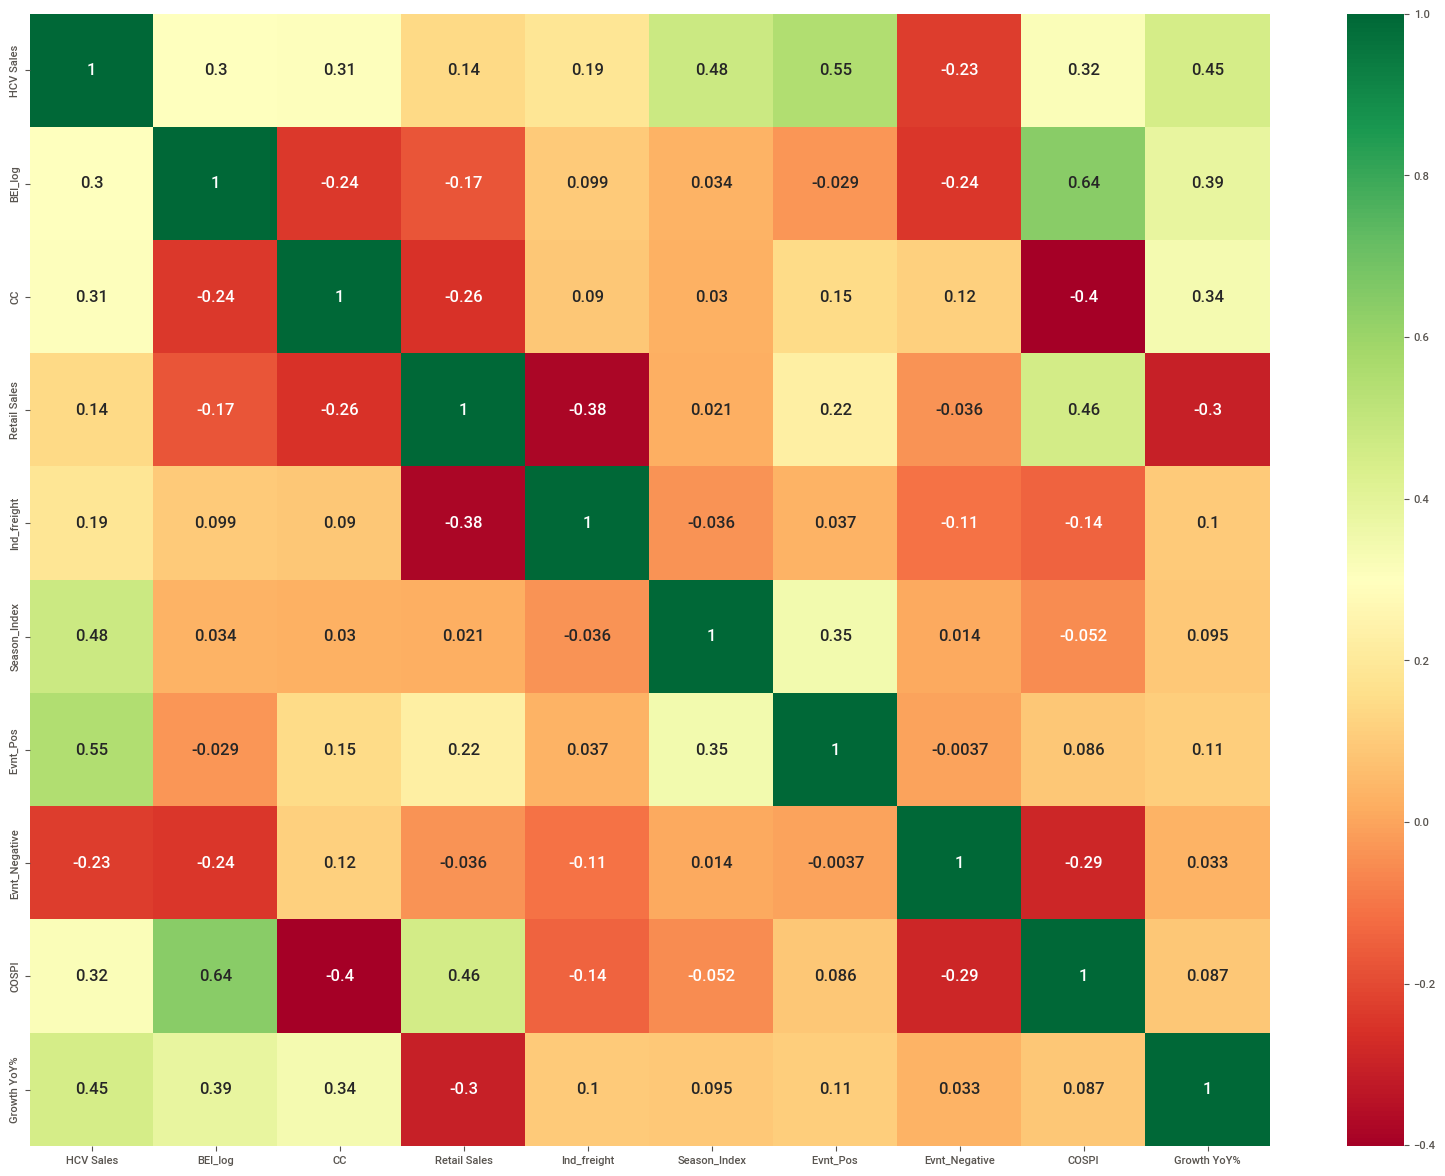 HCV Sales 1 0.3 0.31 0.14 0.19 0.48 0.55 -0.23 0.32 0.45
BEI_log 0.3 1 -0.24 -0.17 0.099 0.034 -0.029 -0.24 0.64 0.39
CC 0.31 -0.24 1 -0.26 0.09 0.03 0.15 0.12 -0.4 0.34
Retail Sales 0.14 -0.17 -0.26 1 -0.38 0.021 0.22 -0.036 0.46 -0.3
Ind_freight 0.19 0.099 0.09 -0.38 1 -0.036 0.037 -0.11 -0.14 0.1
Season_Index 0.48 0.034 0.03 0.021 -0.036 1 0.35 0.014 -0.052 0.095
Evnt_Pos 0.55 -0.029 0.15 0.22 0.037 0.35 1 -0.0037 0.086 0.11
Evnt_Negative -0.23 -0.24 0.12 -0.036 -0.11 0.014 -0.0037 1 -0.29 0.033
COSPI 0.32 0.64 -0.4 0.46 -0.14 -0.052 0.086 -0.29 1 0.087
Growth YoY% 0.45 0.39 0.34 -0.3 0.1 0.095 0.11 0.033 0.087 1
HCV Sales BEI_log CC Retail Sales Ind_freight Season_Index Evnt_Pos Evnt_Negative COSPI Growth YoY%
1.0
0.8
0.6
0.4
0.2
0.0
-0.2
-0.4